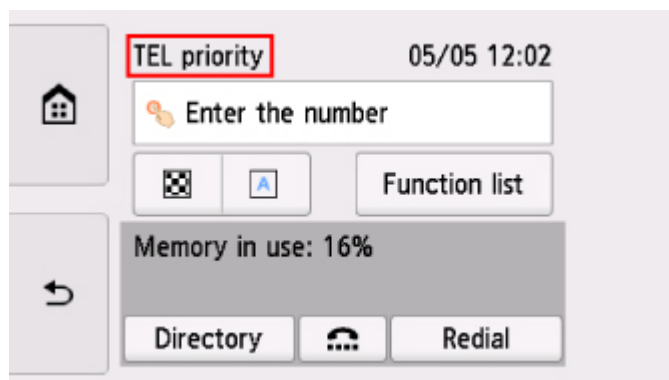 TEL priority 05/05 12:02
Enter the number
A Function list
Memory in use: 16%
Directory Redial